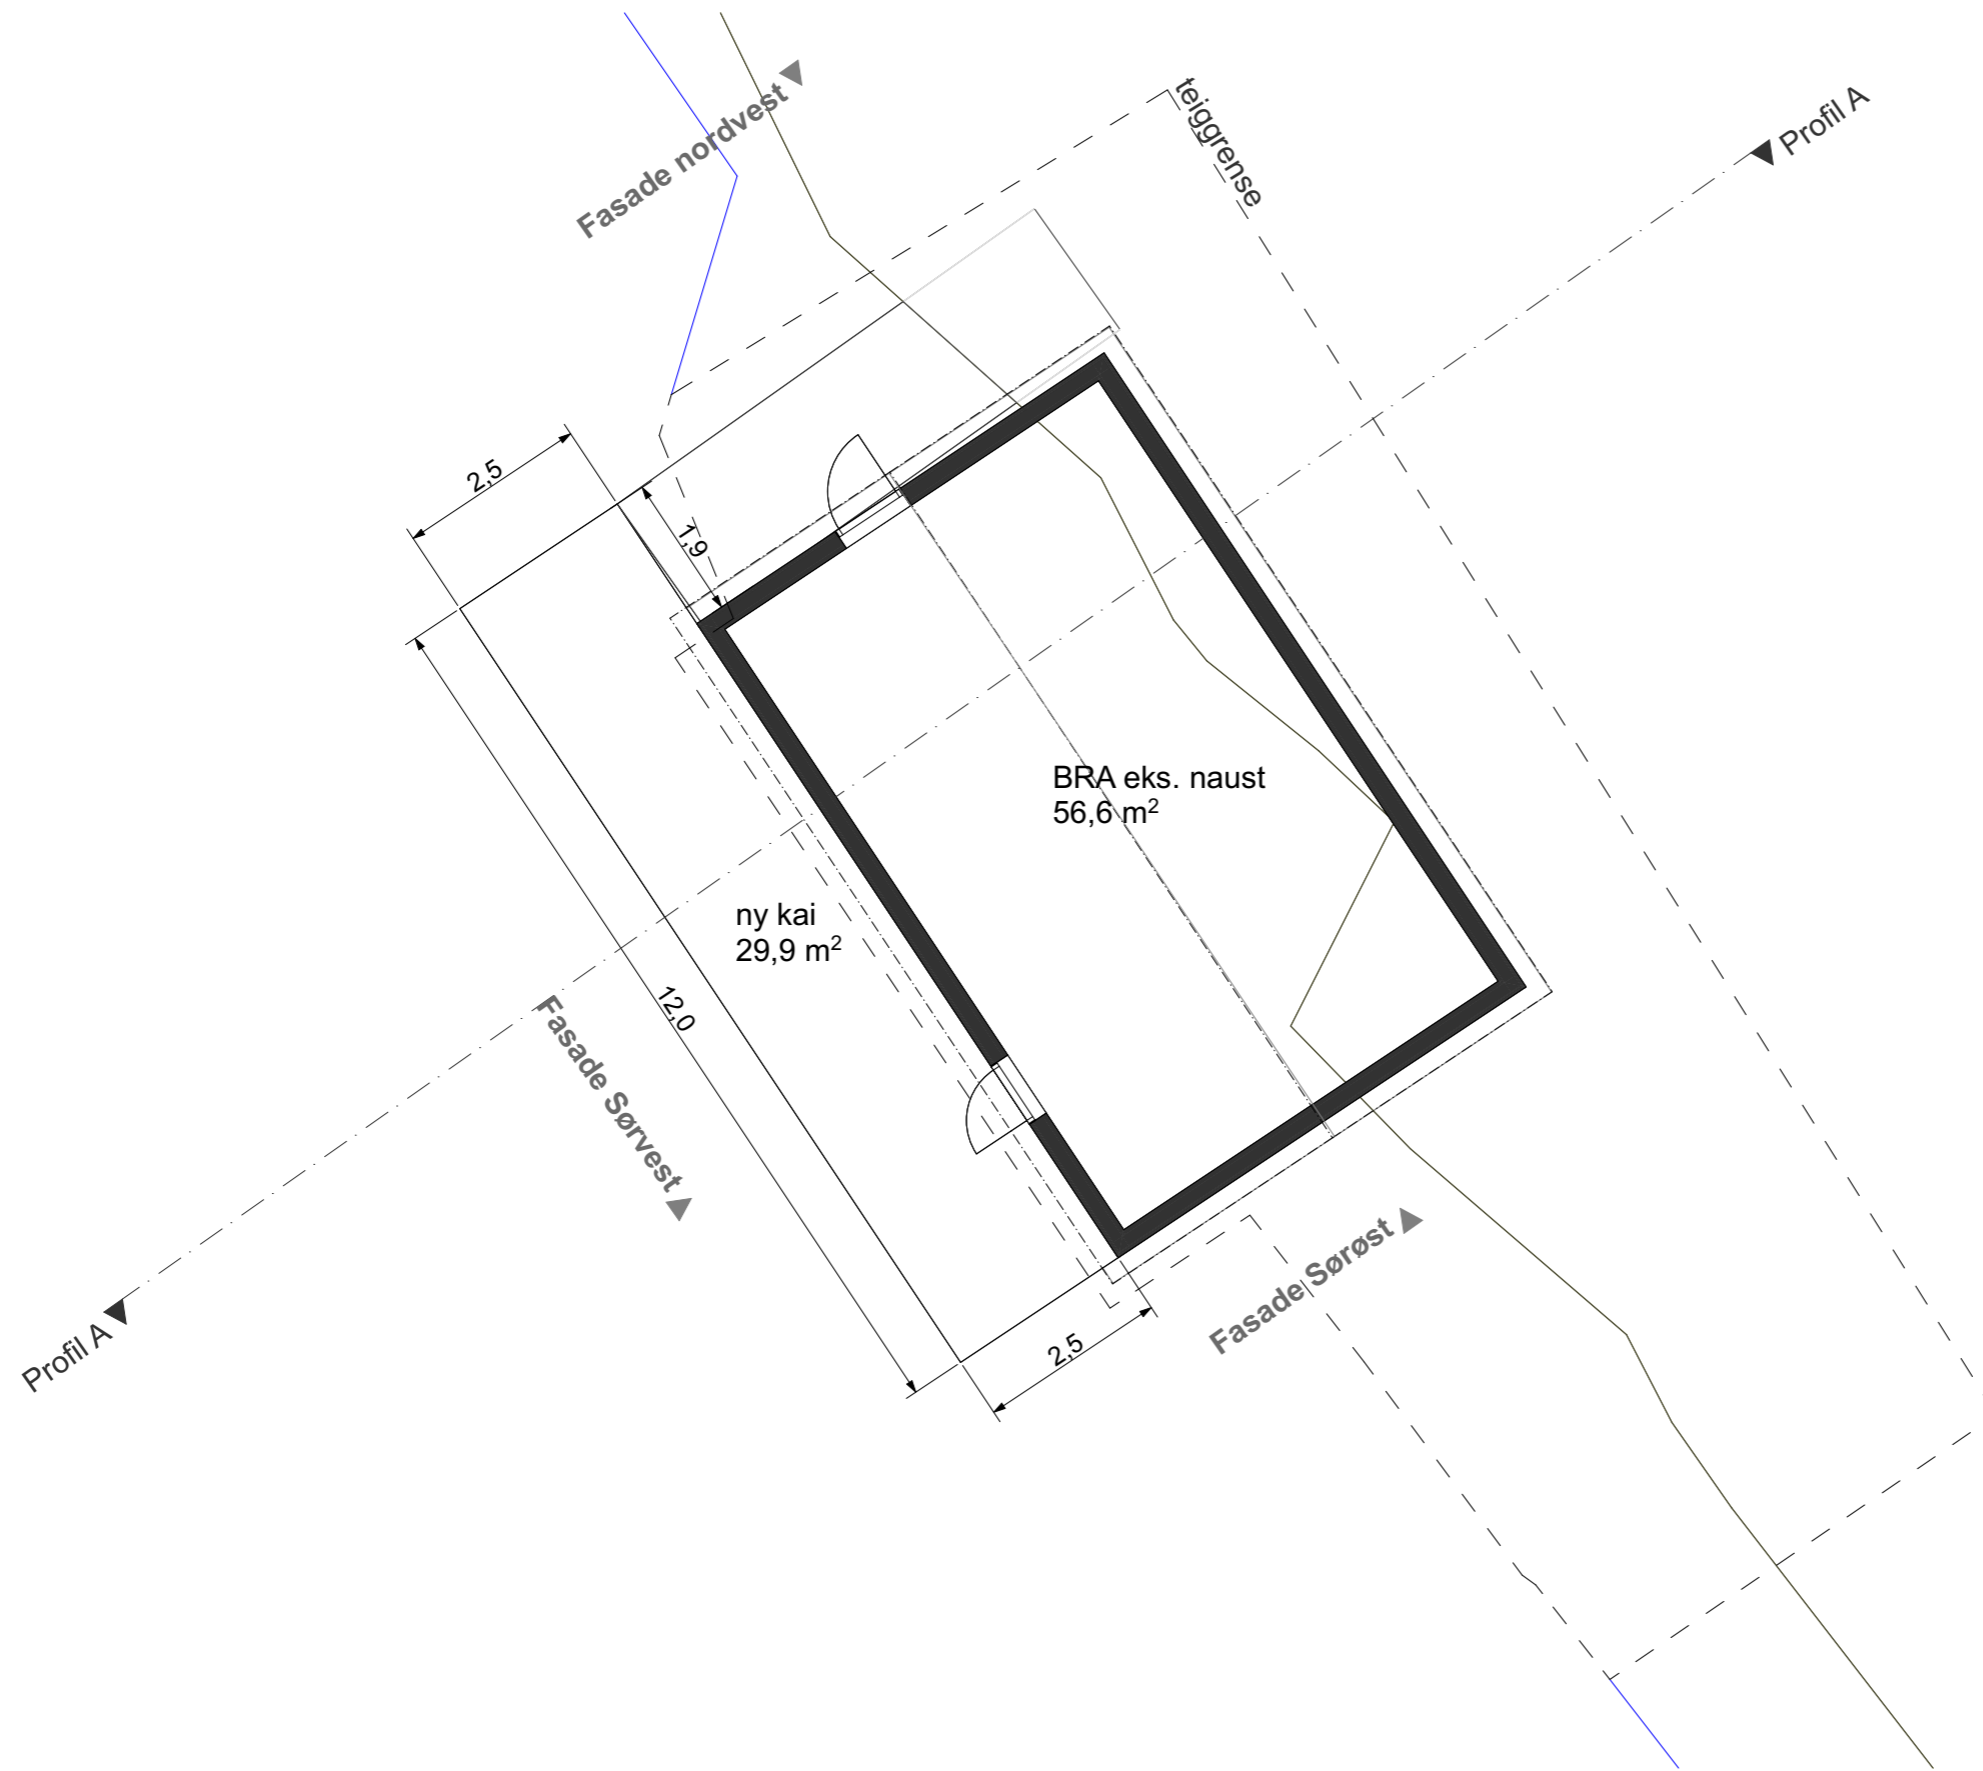 Fasade nordvest
teiggrense
Profil A
2,5
1,9
BRA eks. naust
56,6 m²
ny kai
29,9 m²
12,0
Fasade Sørvest
Fasade Sørøst
Profil A
2,5